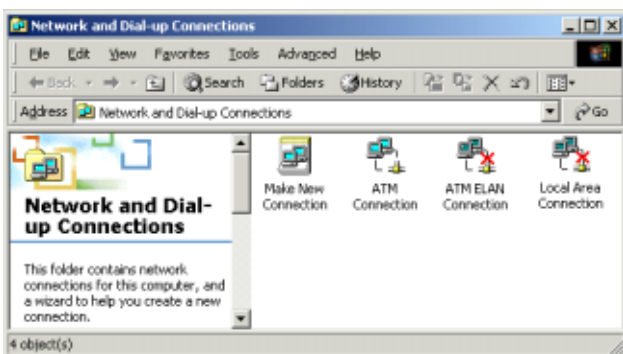 Network and Dial-up Connections
File Edit View Favorites Tools Advanced Help
Back Search Folders History
Address Network and Dial-up Connections Go
Network and Dial-
up Connections
This folder contains network
connections for this computer, and
a wizard to help you create a new
connection.
Make New
Connection
ATM
Connection
ATM ELAN
Connection
Local Area
Connection
4 object(s)